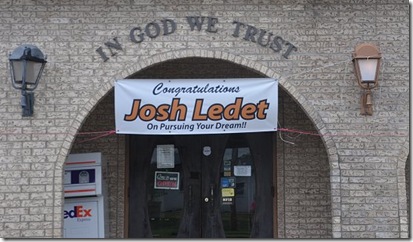 IN GOD WE TRUST
Congratulations
Josh Ledet
On Pursuing Your Dream!!
FedEx